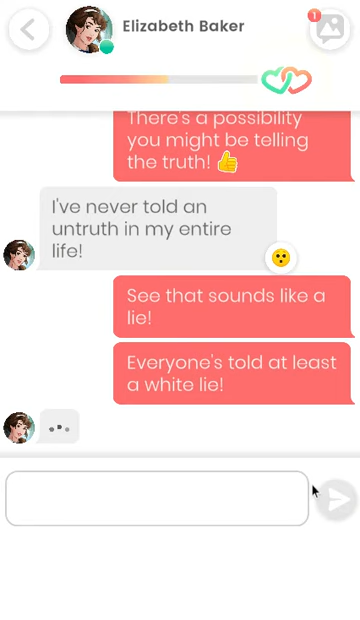 Elizabeth Baker
1
There's a possibility
you might be telling
the truth! 👍
I've never told an
untruth in my entire
life!
See that sounds like a
lie!
Everyone's told at least
a white lie!